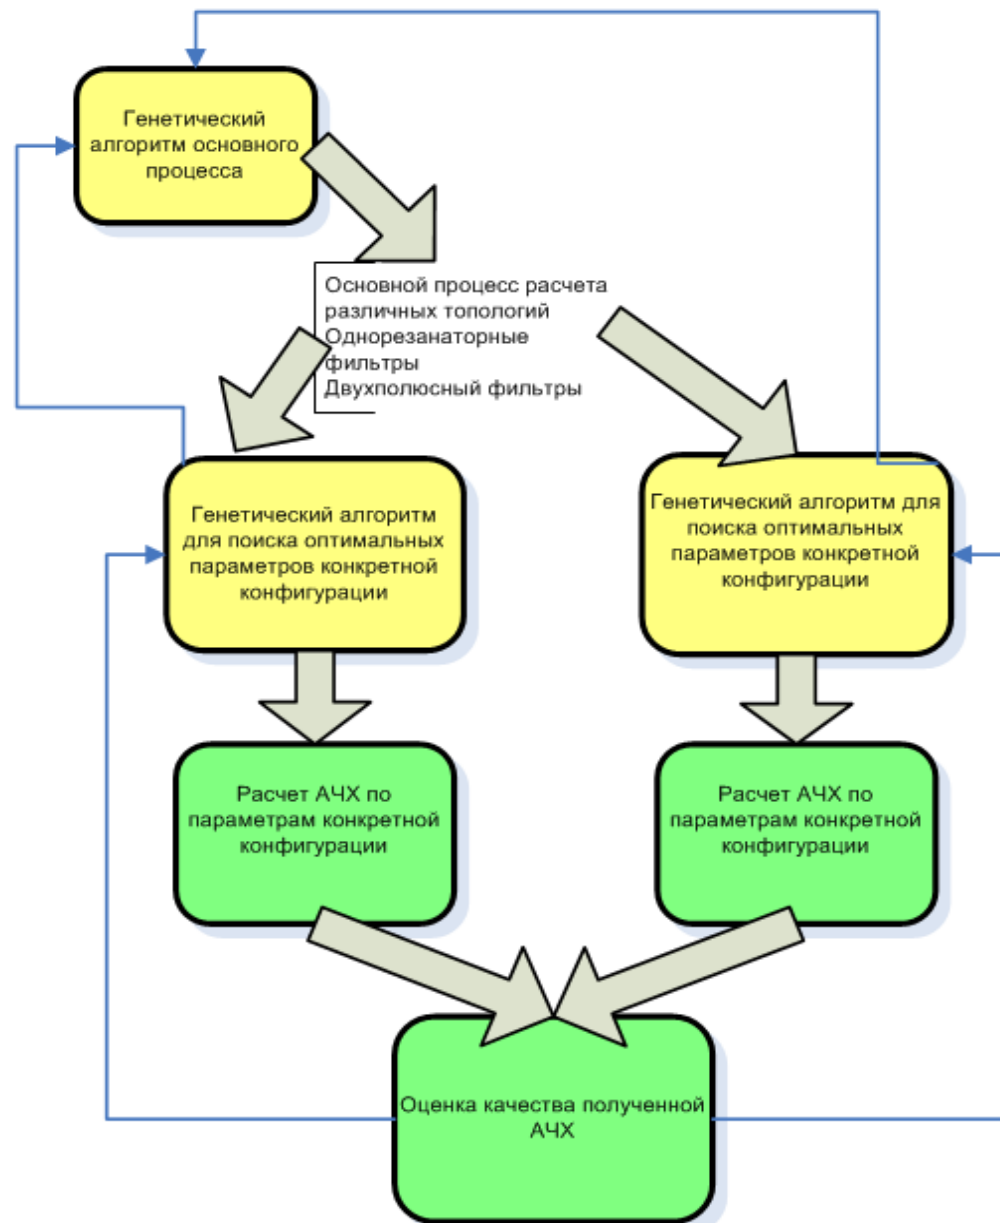 Генетический
алгоритм основного
процесса
Основной процесс расчета
различных топологий
Однорезанаторные
фильтры
Двухполюсный фильтры
Генетический алгоритм
для поиска оптимальных
параметров конкретной
конфигурации
Генетический алгоритм для
поиска оптимальных
параметров конкретной
конфигурации
Расчет АЧХ по
параметрам конкретной
конфигурации
Расчет АЧХ по
параметрам конкретной
конфигурации
Оценка качества полученной
АЧХ